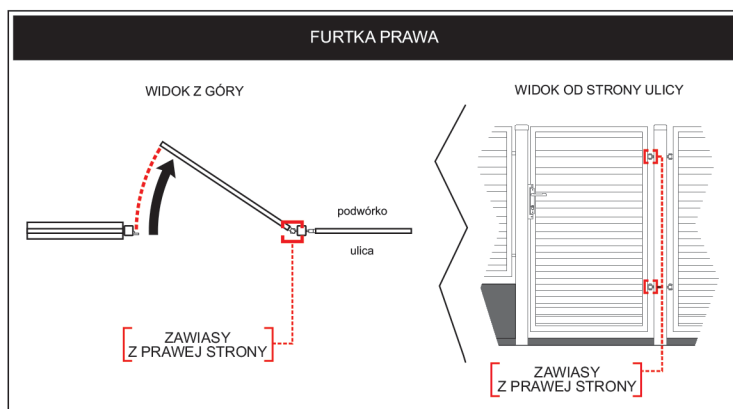 FURTKA PRAWA
WIDOK Z GÓRY
podwórko
ulica
ZAWIASY
Z PRAWEJ STRONY
WIDOK OD STRONY ULICY
ZAWIASY
Z PRAWEJ STRONY